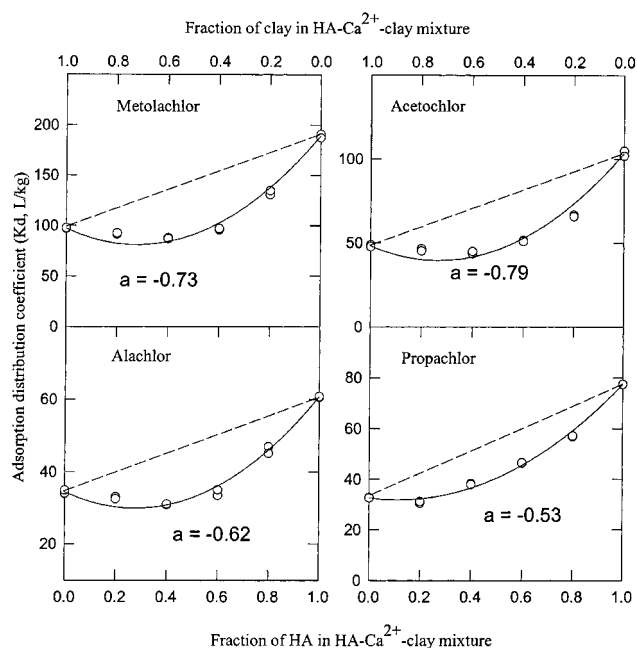 Fraction of clay in HA-Ca2+-clay mixture
1.0 0.8 0.6 0.4 0.2 0.0 1.0 0.8 0.6 0.4 0.2 0.0
Metolachlor
Acetochlor
200
150
100
50
0
100
50
0
a = -0.73
a = -0.79
Adsorption distribution coefficient (Kd, L/kg)
Alachlor
Propachlor
60
40
20
100
80
60
40
20
0
a = -0.62
a = -0.53
0.0 0.2 0.4 0.6 0.8 1.0 0.0 0.2 0.4 0.6 0.8 1.0
Fraction of HA in HA-Ca2+-clay mixture